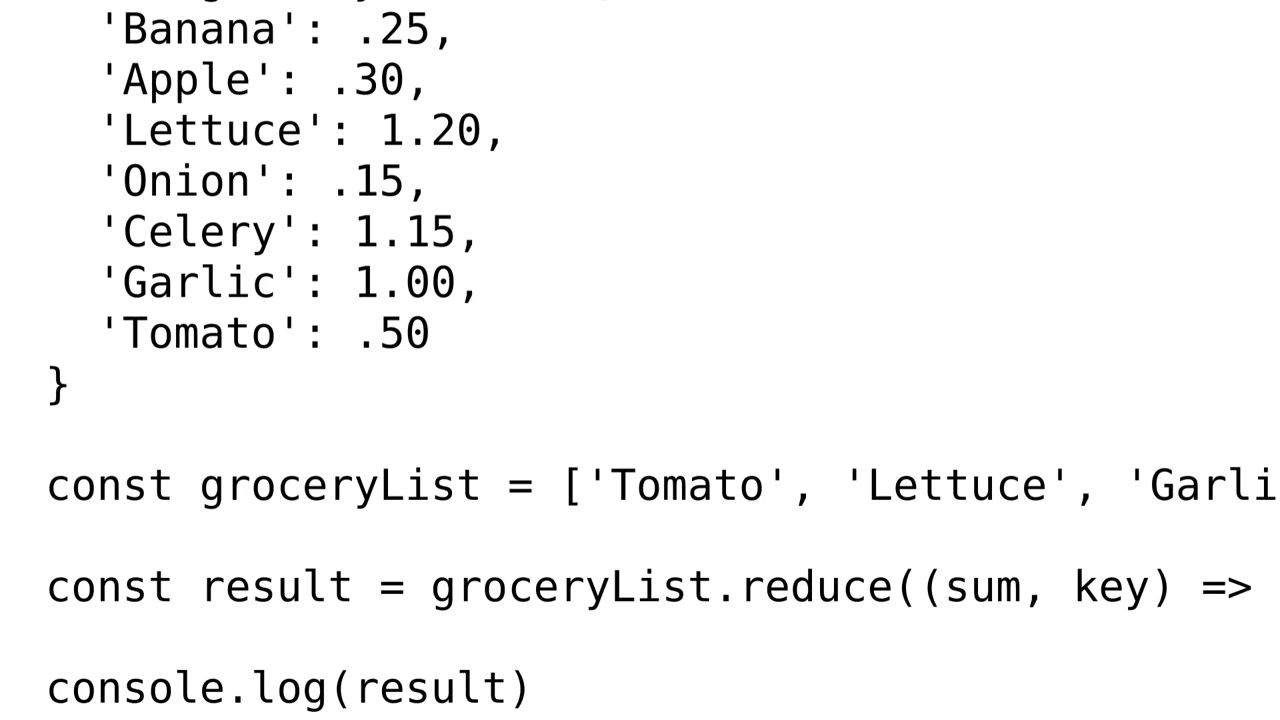 'Banana': .25,
'Apple': .30,
'Lettuce': 1.20,
'Onion': .15,
'Celery': 1.15,
'Garlic': 1.00,
'Tomato': .50
}
const groceryList = ['Tomato', 'Lettuce', 'Garli
const result = groceryList.reduce((sum, key) =>
console.log(result)